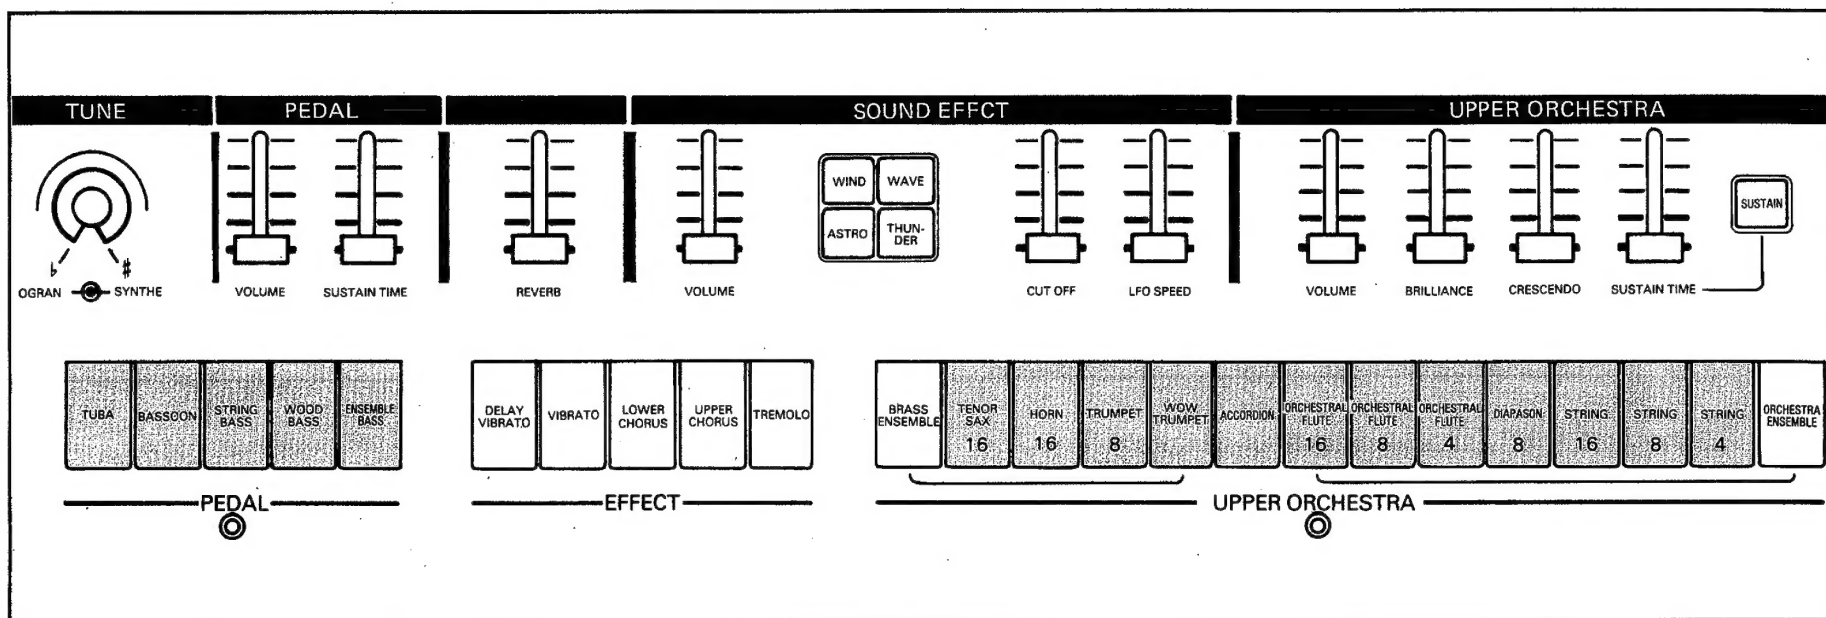 TUNE
PEDAL
SOUND EFFCT
UPPER ORCHESTRA
WIND
WAVE
ASTRO
THUN-
DER
SUSTAIN
♭
♯
OGRAN
SYNTHE
VOLUME
SUSTAIN TIME
REVERB
VOLUME
CUT OFF
LFO SPEED
VOLUME
BRILLIANCE
CRESCENDO
SUSTAIN TIME
TUBA
BASSOON
STRING
BASS
WOOD
BASS
ENSEMBLE
BASS
DELAY
VIBRATO
VIBRATO
LOWER
CHORUS
UPPER
CHORUS
TREMOLO
BRASS
ENSEMBLE
TENOR
SAX
16
HORN
16
TRUMPET
8
WOW
TRUMPET
ACCORDION
ORCHESTRAL
FLUTE
16
ORCHESTRAL
FLUTE
8
ORCHESTRAL
FLUTE
4
DIAPASON
8
STRING
16
STRING
8
STRING
4
ORCHESTRA
ENSEMBLE
PEDAL
EFFECT
UPPER ORCHESTRA